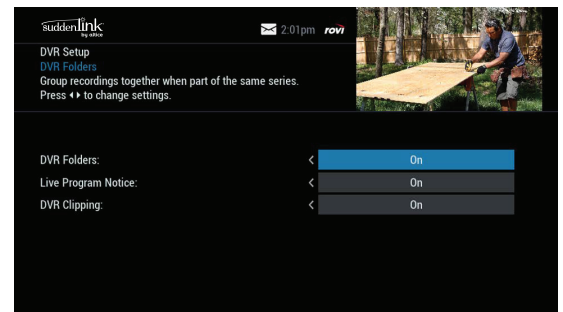 suddenlink
by altice
2:01pm rovi
DVR Setup
DVR Folders
Group recordings together when part of the same series.
Press ◂ ▸ to change settings.
DVR Folders: < On
Live Program Notice: < On
DVR Clipping: < On